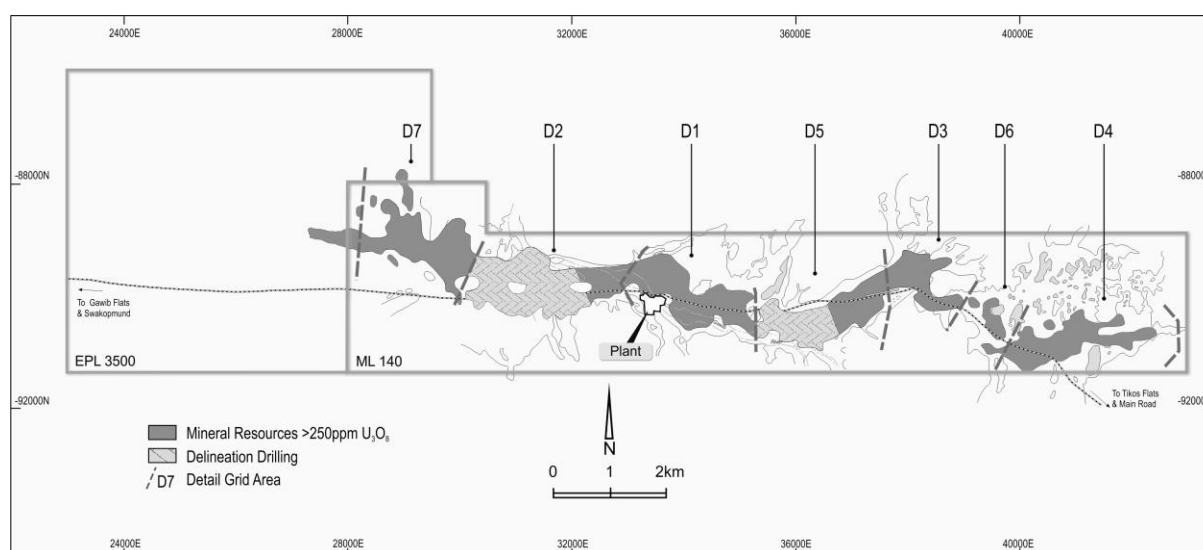 24000E
28000E
32000E
36000E
40000E
D7
D2
D1
D5
D3
D6
D4
-88000N
-88000N
To Gawib Flats
& Swakopmund
Plant
EPL 3500
ML 140
To Tikos Flats
& Main Road
-92000N
-92000N
Mineral Resources >250ppm U₃O₈
Delineation Drilling
D7 Detail Grid Area
N
0 1 2km
24000E
28000E
32000E
36000E
40000E